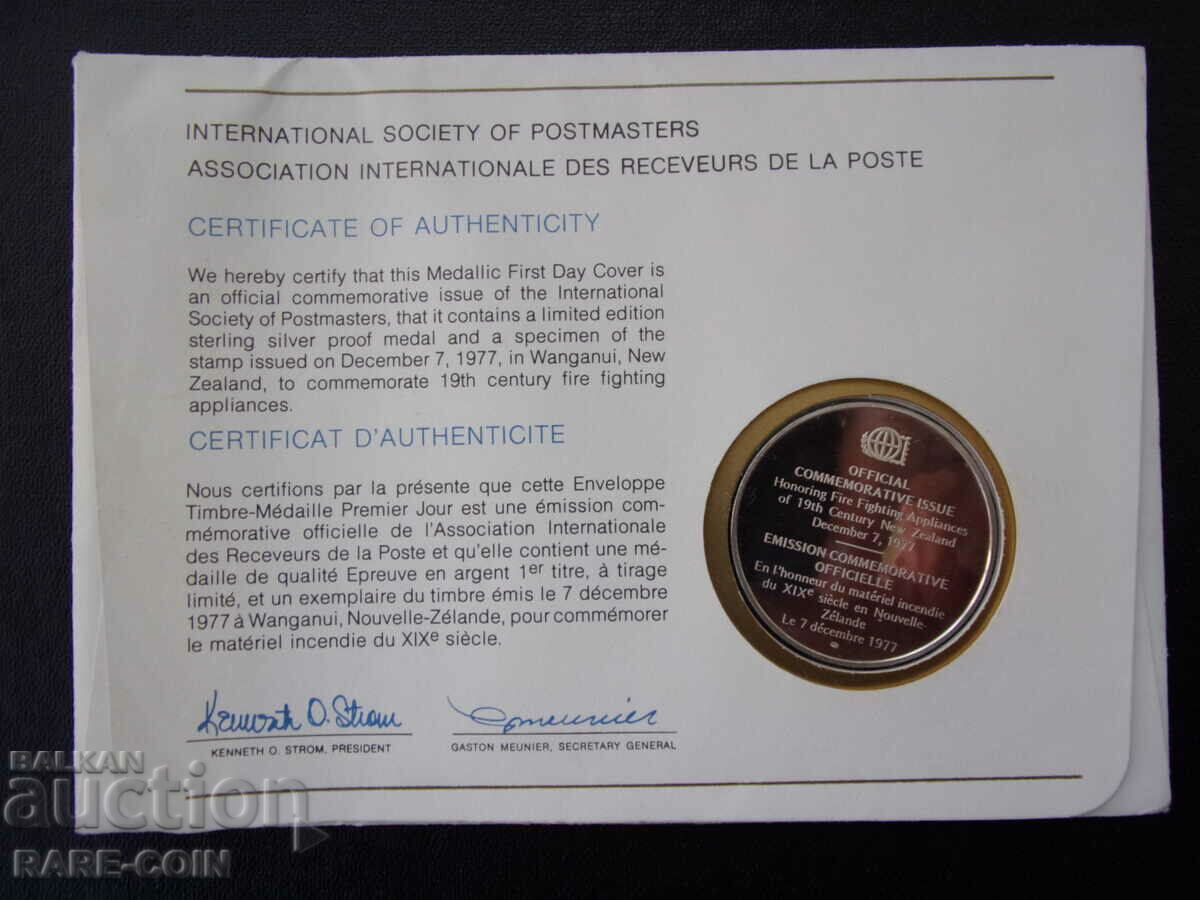 INTERNATIONAL SOCIETY OF POSTMASTERS
ASSOCIATION INTERNATIONALE DES RECEVEURS DE LA POSTE
CERTIFICATE OF AUTHENTICITY
We hereby certify that this Medallic First Day Cover is
an official commemorative issue of the International
Society of Postmasters, that it contains a limited edition
sterling silver proof medal and a specimen of the
stamp issued on December 7, 1977, in Wanganui, New
Zealand, to commemorate 19th century fire fighting
appliances.
CERTIFICAT D'AUTHENTICITE
Nous certifions par la présente que cette Enveloppe
Timbre-Médaille Premier Jour est une émission com-
mémorative officielle de l'Association Internationale
des Receveurs de la Poste et qu'elle contient une mé-
daille de qualité Epreuve en argent 1er titre, à tirage
limité, et un exemplaire du timbre émis le 7 décembre
1977 à Wanganui, Nouvelle-Zélande, pour commémorer
le matériel incendie du XIXe siècle.
Kenneth O. Strom
G Meunier
KENNETH O. STROM, PRESIDENT
GASTON MEUNIER, SECRETARY GENERAL
OFFICIAL
COMMEMORATIVE ISSUE
Honoring Fire Fighting Appliances
of 19th Century New Zealand
December 7, 1977
EMISSION COMMEMORATIVE
OFFICIELLE
En l'honneur du matériel incendie
du XIXe siècle en Nouvelle-
Zélande
Le 7 décembre 1977
BALKAN
auction
RARE-COIN